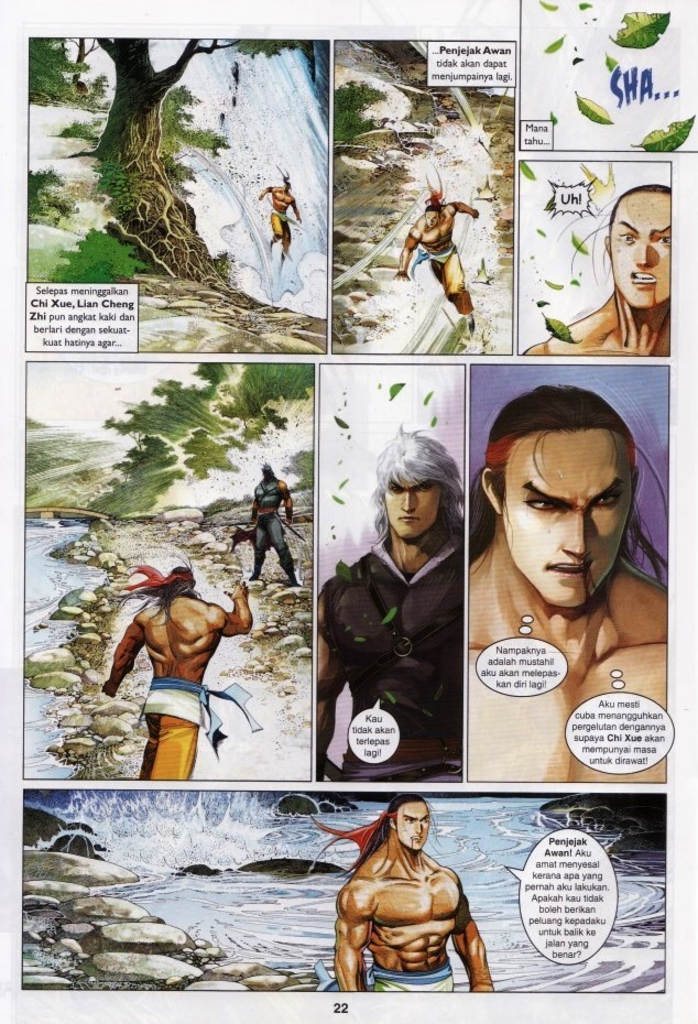 Selepas meninggalkan
Chi Xue, Lian Cheng
Zhi pun angkat kaki dan
berlari dengan sekuat-
kuat hatinya agar...
...Penjejak Awan
tidak akan dapat
menjumpainya lagi.
Mana
tahu...
SHA...
Uh!
Kau
tidak akan
terlepas
lagi!
Nampaknya
adalah mustahil
aku akan melepas-
kan diri lagi!
Aku mesti
cuba menangguhkan
pergelutan dengannya
supaya Chi Xue akan
mempunyai masa
untuk dirawat!
Penjejak
Awan! Aku
amat menyesal
kerana apa yang
pernah aku lakukan.
Apakah kau tidak
boleh berikan
peluang kepadaku
untuk balik ke
jalan yang
benar?
22